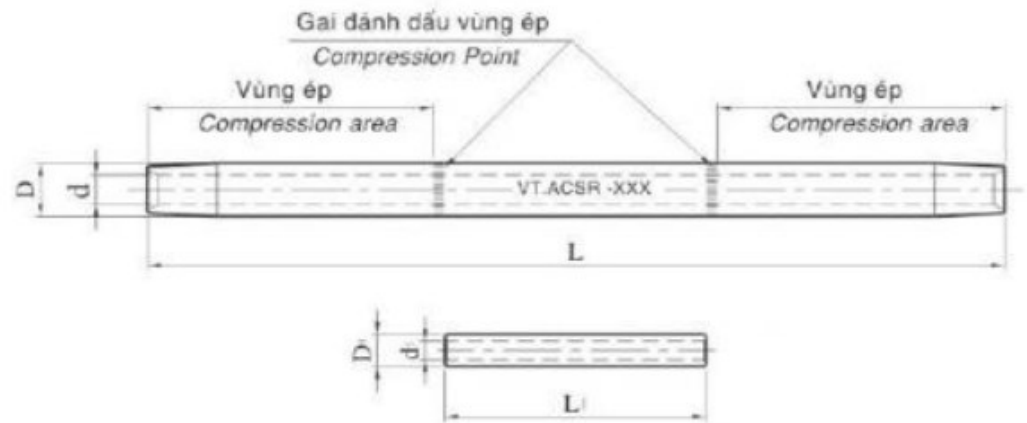 Gai đánh dấu vùng ép
Compression Point
Vùng ép
Compression area
Vùng ép
Compression area
D
d
VT.ACSR -XXX
L
D
d
L